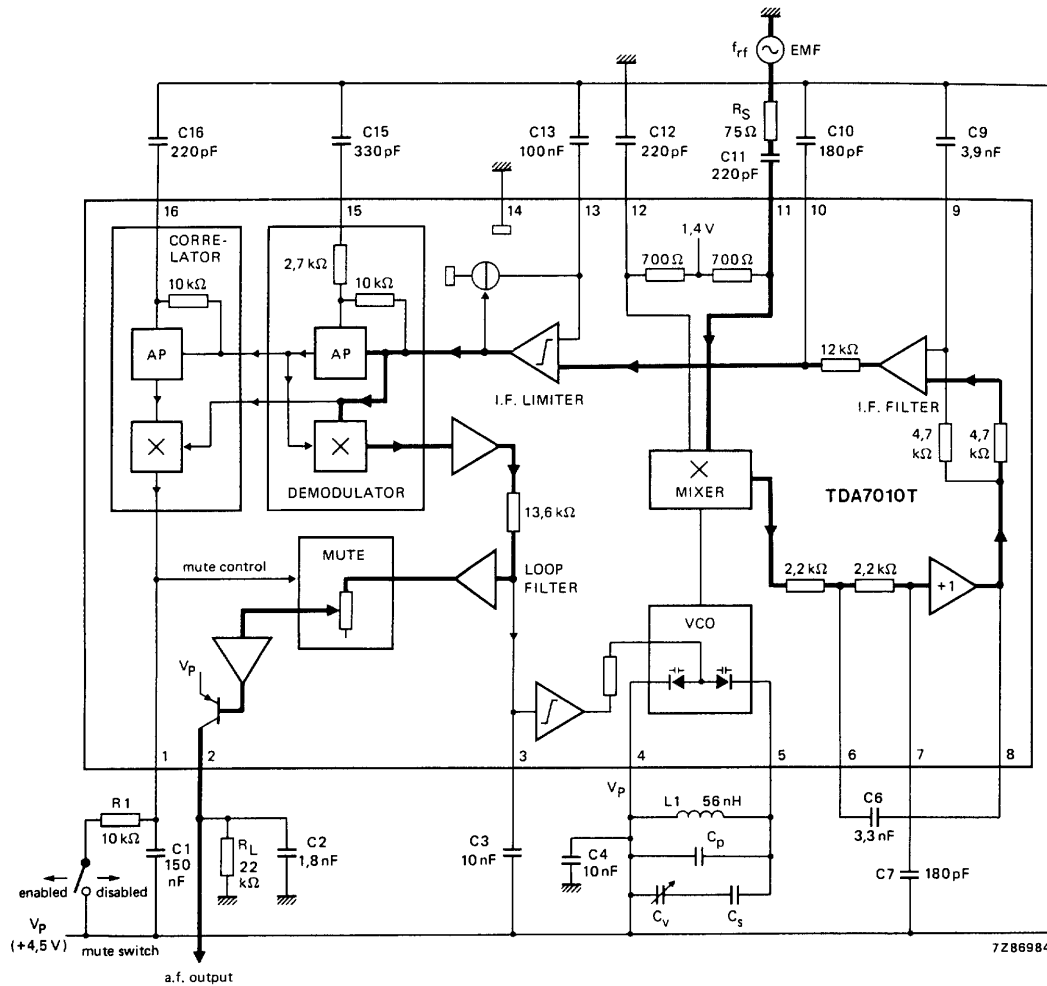 f_rf EMF
R_S 75Ω
C16 220pF
C15 330pF
C13 100nF
C12 220pF
C11 220pF
C10 180pF
C9 3,9nF
16 15 14 13 12 11 10 9
CORRE-
LATOR
10kΩ
2,7kΩ
10kΩ
1,4V
700Ω 700Ω
AP
AP
12kΩ
I.F. LIMITER
I.F. FILTER
4,7 kΩ
4,7 kΩ
DEMODULATOR
MIXER
TDA7010T
13,6kΩ
2,2kΩ 2,2kΩ
+1
mute control
MUTE
LOOP
FILTER
VCO
V_P
1 2 3 4 5 6 7 8
V_P
R1
10kΩ
C1
150
nF
R_L
22
kΩ
C2
1,8nF
C3
10nF
C4
10nF
L1 56nH
C_p
C_v C_s
C6
3,3nF
C7 180pF
enabled disabled
V_P
(+4,5V)
mute switch
a.f. output
7Z86984